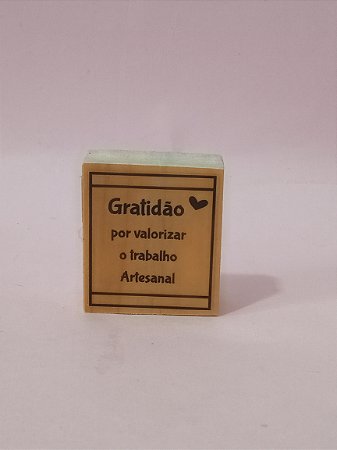 Gratidão
por valorizar
o trabalho
Artesanal